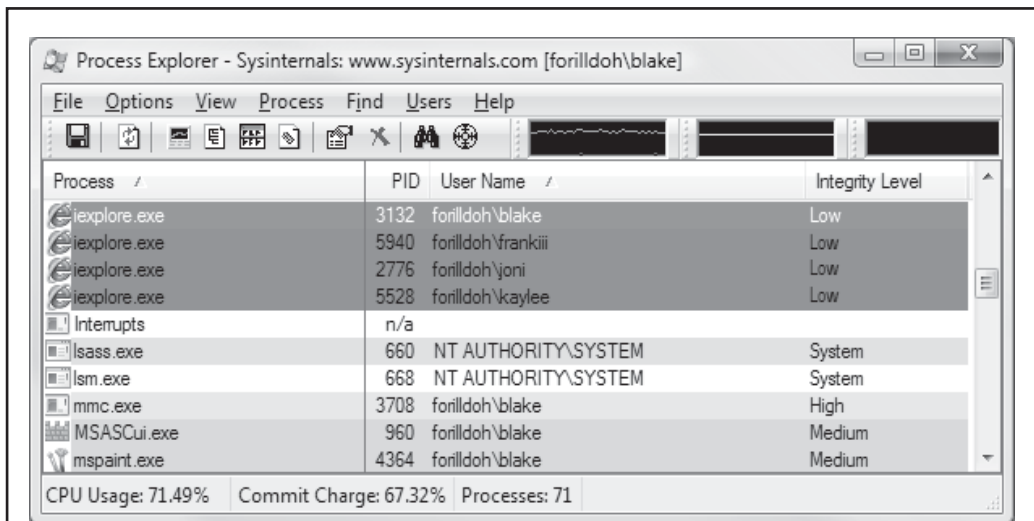 Process Explorer - Sysinternals: www.sysinternals.com [forilldoh\blake]
File Options View Process Find Users Help
Process PID User Name Integrity Level
iexplore.exe 3132 forilldoh\blake Low
iexplore.exe 5940 forilldoh\frankiii Low
iexplore.exe 2776 forilldoh\joni Low
iexplore.exe 5528 forilldoh\kaylee Low
Interrupts n/a
lsass.exe 660 NT AUTHORITY\SYSTEM System
lsm.exe 668 NT AUTHORITY\SYSTEM System
mmc.exe 3708 forilldoh\blake High
MSASCui.exe 960 forilldoh\blake Medium
mspaint.exe 4364 forilldoh\blake Medium
CPU Usage: 71.49% Commit Charge: 67.32% Processes: 71